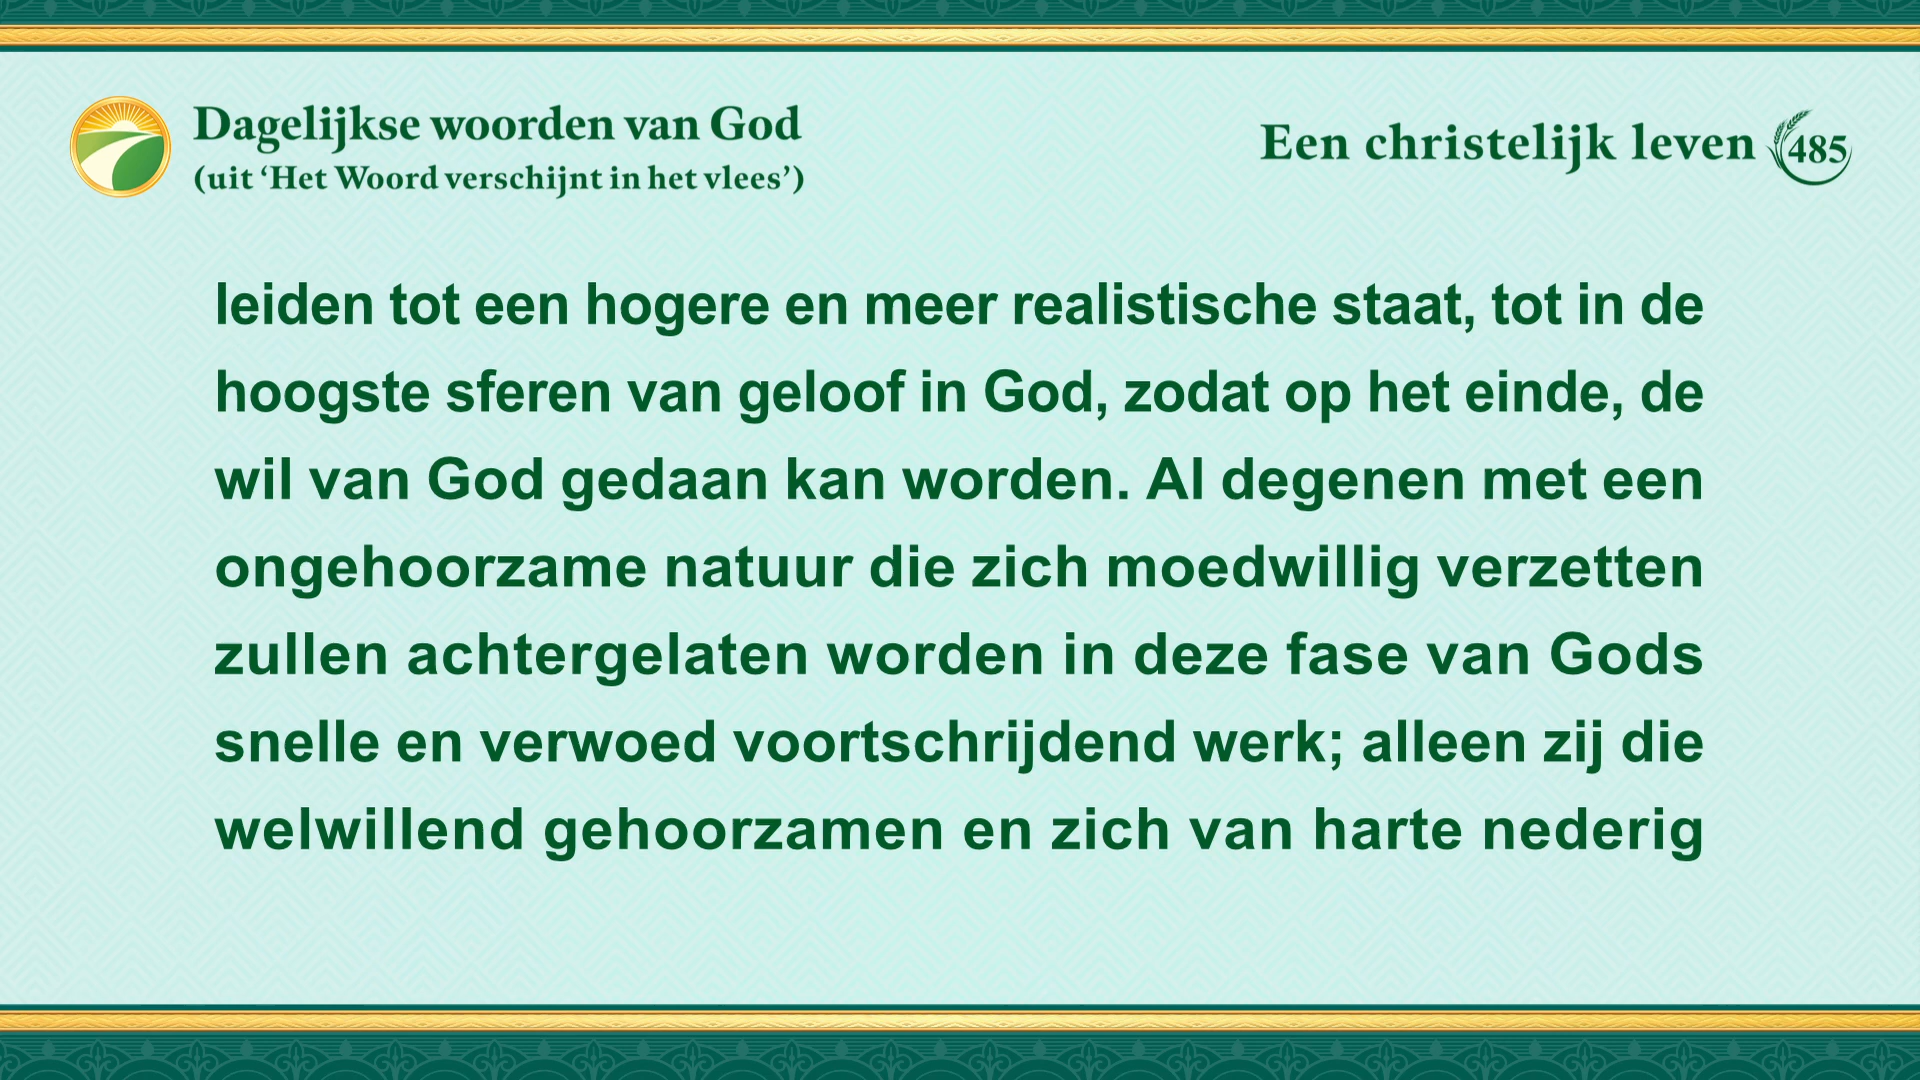 Dagelijkse woorden van God
(uit ‘Het Woord verschijnt in het vlees’)
Een christelijk leven 485
leiden tot een hogere en meer realistische staat, tot in de
hoogste sferen van geloof in God, zodat op het einde, de
wil van God gedaan kan worden. Al degenen met een
ongehoorzame natuur die zich moedwillig verzetten
zullen achtergelaten worden in deze fase van Gods
snelle en verwoed voortschrijdend werk; alleen zij die
welwillend gehoorzamen en zich van harte nederig